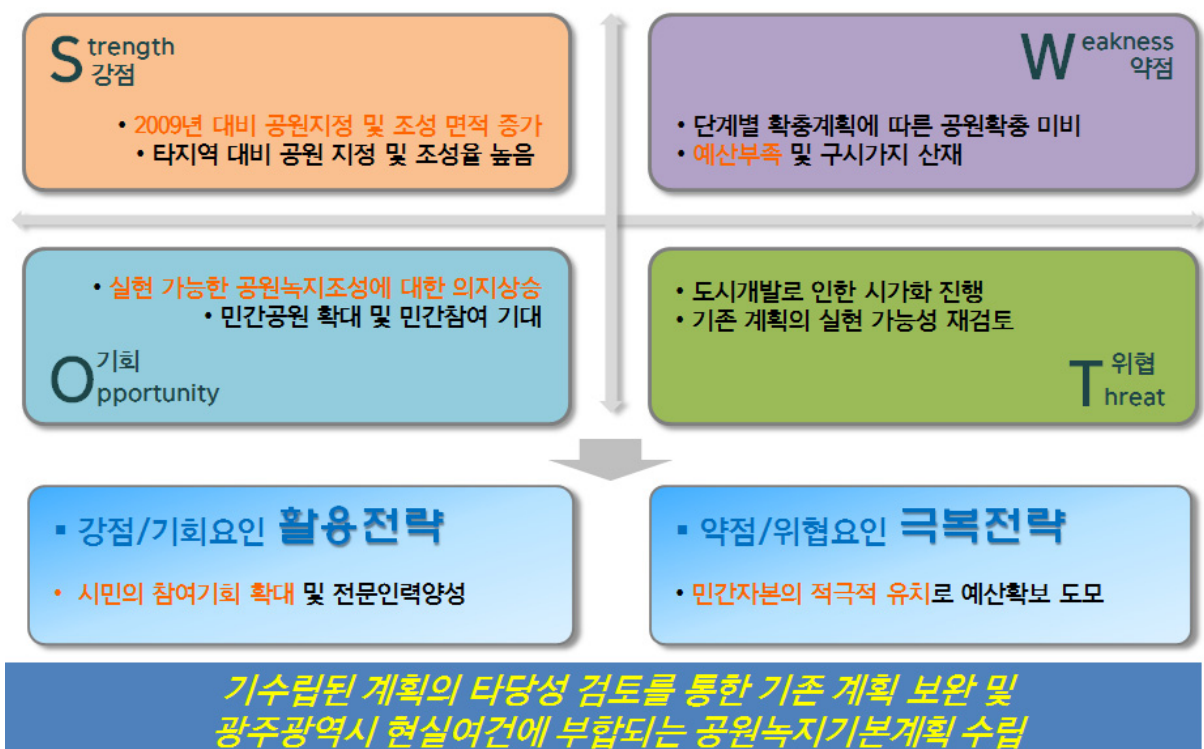 Strength
강점
• 2009년 대비 공원지정 및 조성 면적 증가
• 타지역 대비 공원 지정 및 조성율 높음
Weakness
약점
• 단계별 확충계획에 따른 공원확충 미비
• 예산부족 및 구시가지 산재
• 실현 가능한 공원녹지조성에 대한 의지상승
• 민간공원 확대 및 민간참여 기대
기회
Opportunity
• 도시개발로 인한 시가화 진행
• 기존 계획의 실현 가능성 재검토
위협
Threat
▪ 강점/기회요인 활용전략
• 시민의 참여기회 확대 및 전문인력양성
▪ 약점/위협요인 극복전략
• 민간자본의 적극적 유치로 예산확보 도모
기수립된 계획의 타당성 검토를 통한 기존 계획 보완 및
광주광역시 현실여건에 부합되는 공원녹지기본계획 수립